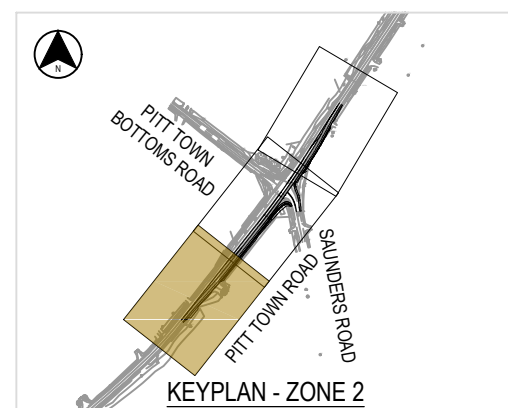 N
PITT TOWN
BOTTOMS ROAD
SAUNDERS ROAD
PITT TOWN ROAD
KEYPLAN - ZONE 2